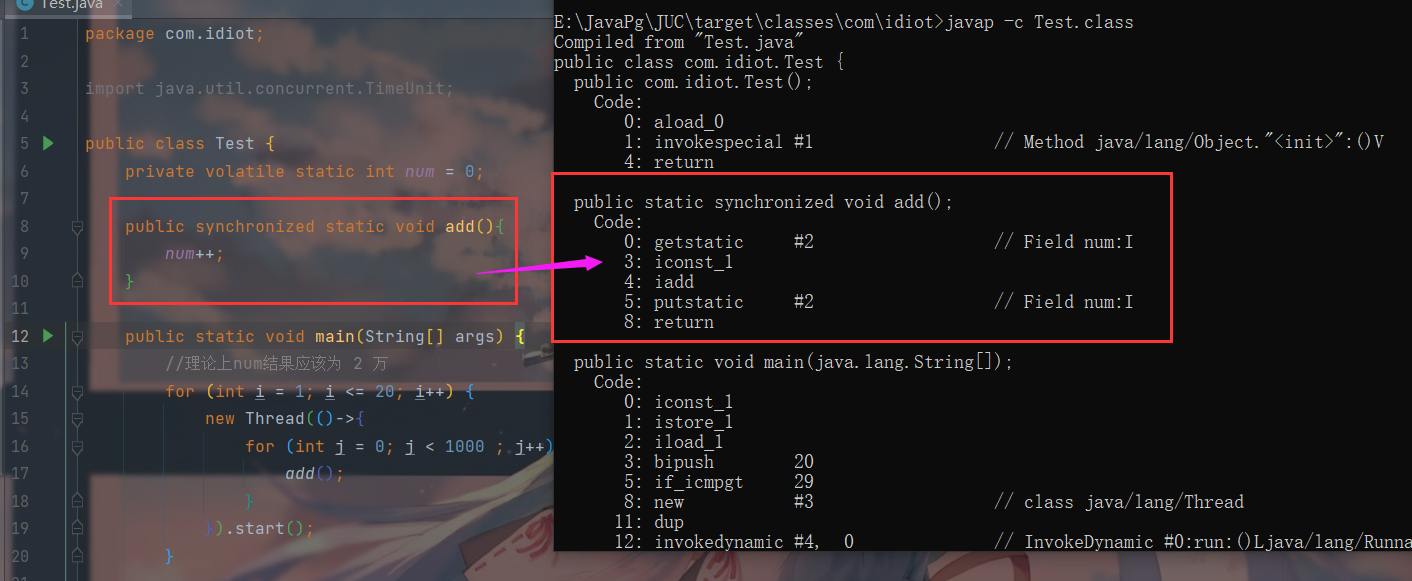 Test.java
1 package com.idiot;
2
3 import java.util.concurrent.TimeUnit;
4
5 public class Test {
6 private volatile static int num = 0;
7
8 public synchronized static void add(){
9 num++;
10 }
11
12 public static void main(String[] args) {
13 //理论上num结果应该为 2 万
14 for (int i = 1; i <= 20; i++) {
15 new Thread(()->{
16 for (int j = 0; j < 1000 ; j++)
17 add();
18 }
19 }).start();
20 }
E:\JavaPg\JUC\target\classes\com\idiot>javap -c Test.class
Compiled from "Test.java"
public class com.idiot.Test {
public com.idiot.Test();
Code:
0: aload_0
1: invokespecial #1 // Method java/lang/Object."<init>":()V
4: return
public static synchronized void add();
Code:
0: getstatic #2 // Field num:I
3: iconst_1
4: iadd
5: putstatic #2 // Field num:I
8: return
public static void main(java.lang.String[]);
Code:
0: iconst_1
1: istore_1
2: iload_1
3: bipush 20
5: if_icmpgt 29
8: new #3 // class java/lang/Thread
11: dup
12: invokedynamic #4, 0 // InvokeDynamic #0:run:()Ljava/lang/Runna